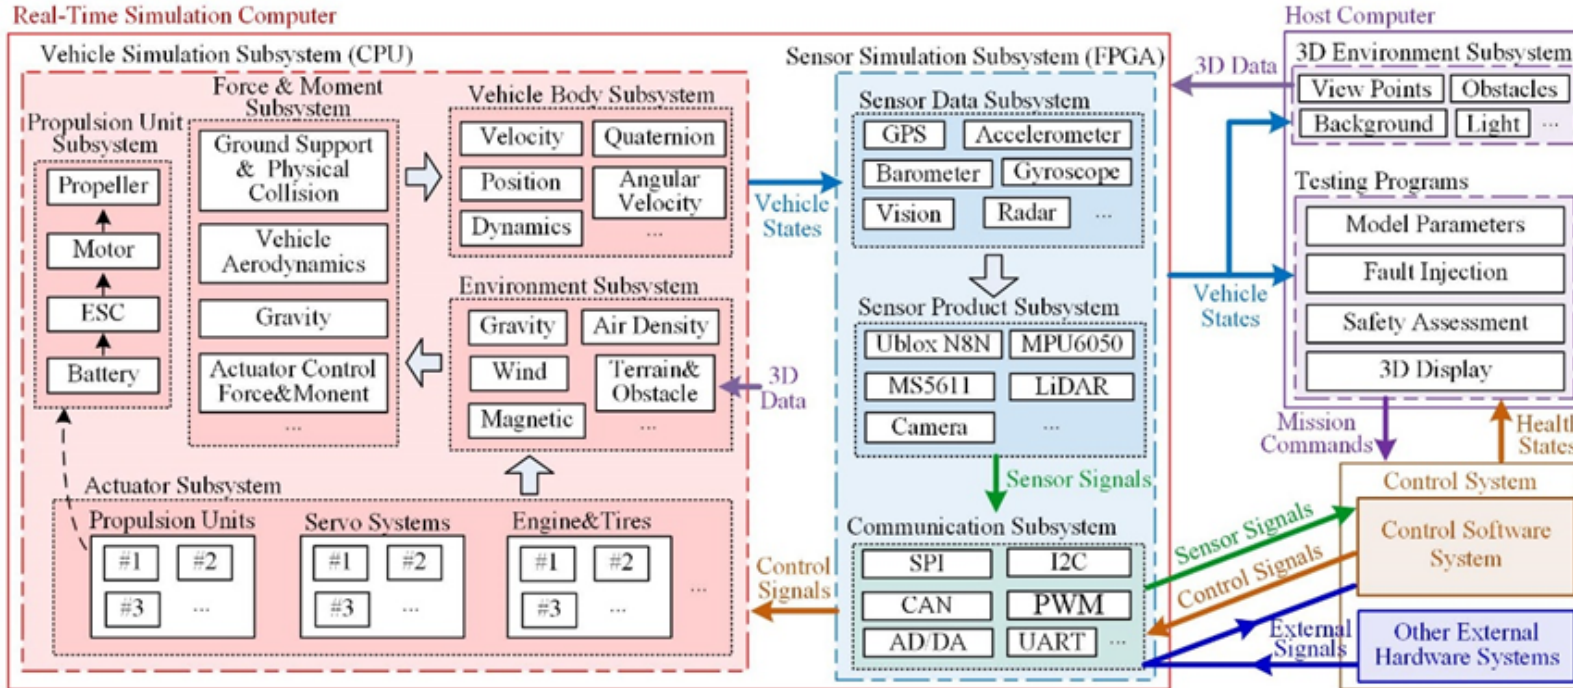 Real-Time Simulation Computer
Vehicle Simulation Subsystem (CPU)
Propulsion Unit
Subsystem
Propeller
Motor
ESC
Battery
Force & Moment
Subsystem
Ground Support
& Physical
Collision
Vehicle
Aerodynamics
Gravity
Actuator Control
Force&Monent
...
Vehicle Body Subsystem
Velocity
Quaternion
Position
Angular
Velocity
Dynamics
...
Environment Subsystem
Gravity
Air Density
Wind
Terrain&
Obstacle
Magnetic
...
3D
Data
Actuator Subsystem
Propulsion Units
#1
#2
#3
...
Servo Systems
#1
#2
#3
...
Engine&Tires
#1
#2
#3
...
...
Vehicle
States
Control
Signals
Sensor Simulation Subsystem (FPGA)
Sensor Data Subsystem
GPS
Accelerometer
Barometer
Gyroscope
Vision
Radar
...
Sensor Product Subsystem
Ublox N8N
MPU6050
MS5611
LiDAR
Camera
...
Sensor Signals
Communication Subsystem
SPI
I2C
CAN
PWM
AD/DA
UART
...
Host Computer
3D Environment Subsystem
View Points
Obstacles
Background
Light
...
3D Data
Vehicle
States
Testing Programs
Model Parameters
Fault Injection
Safety Assessment
3D Display
Mission
Commands
Health
States
Control System
Control Software
System
Sensor Signals
Control Signals
External
Signals
Other External
Hardware Systems